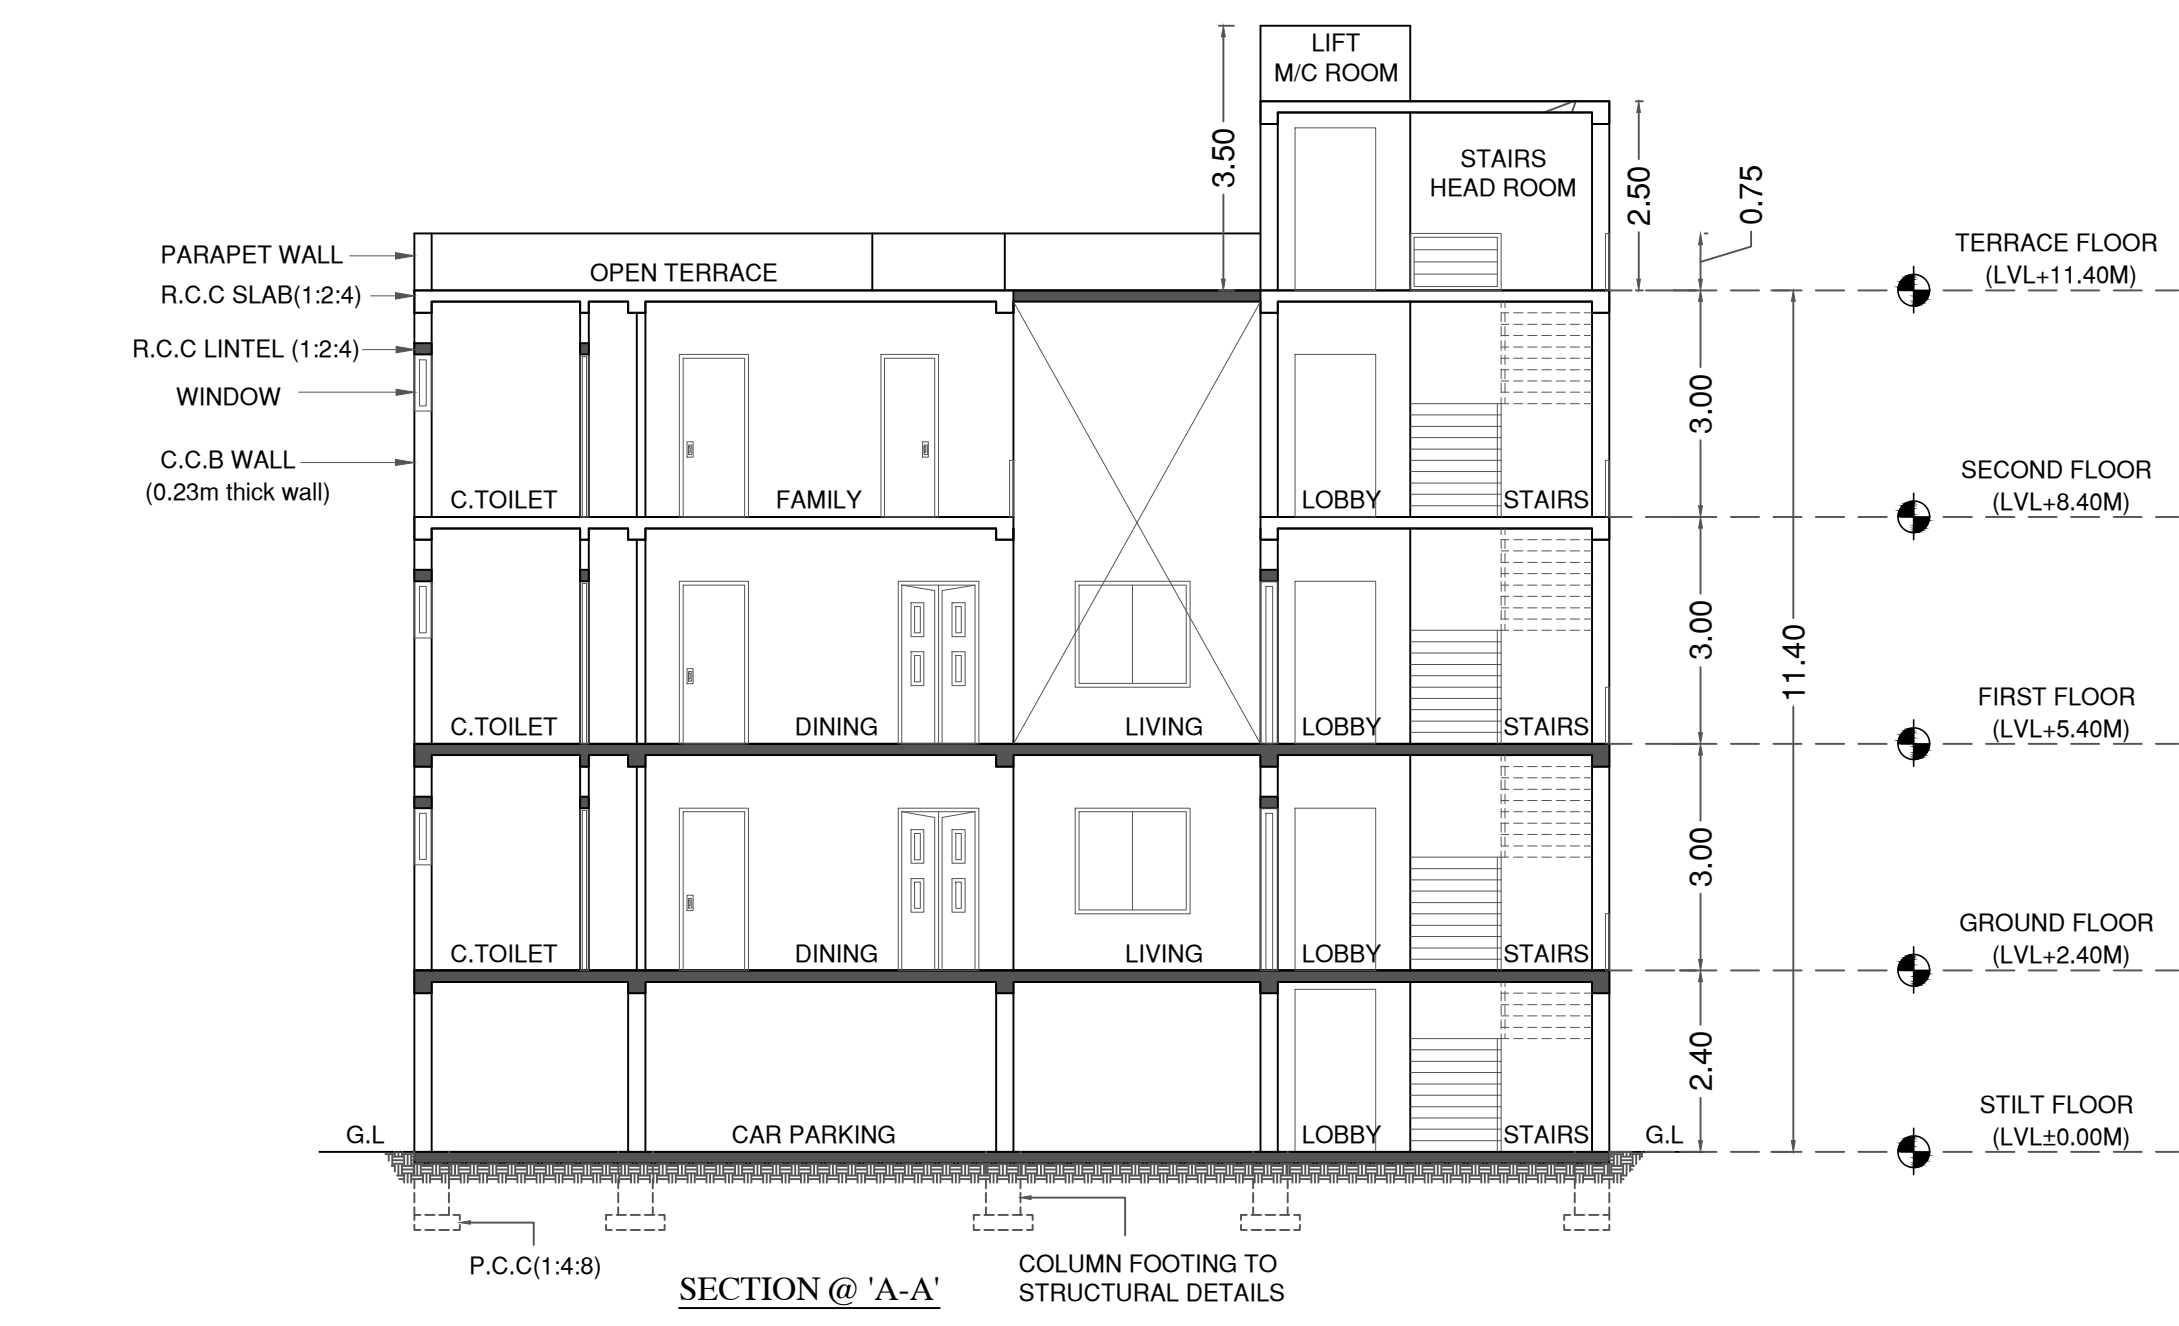 LIFT
M/C ROOM
3.50
STAIRS
HEAD ROOM
2.50
0.75
PARAPET WALL
OPEN TERRACE
TERRACE FLOOR
(LVL+11.40M)
R.C.C SLAB(1:2:4)
R.C.C LINTEL (1:2:4)
WINDOW
3.00
C.C.B WALL
(0.23m thick wall)
C.TOILET
FAMILY
LOBBY
STAIRS
SECOND FLOOR
(LVL+8.40M)
3.00
11.40
C.TOILET
DINING
LIVING
LOBBY
STAIRS
FIRST FLOOR
(LVL+5.40M)
3.00
C.TOILET
DINING
LIVING
LOBBY
STAIRS
GROUND FLOOR
(LVL+2.40M)
2.40
G.L
CAR PARKING
LOBBY
STAIRS
G.L
STILT FLOOR
(LVL±0.00M)
P.C.C(1:4:8)
SECTION @ 'A-A'
COLUMN FOOTING TO
STRUCTURAL DETAILS